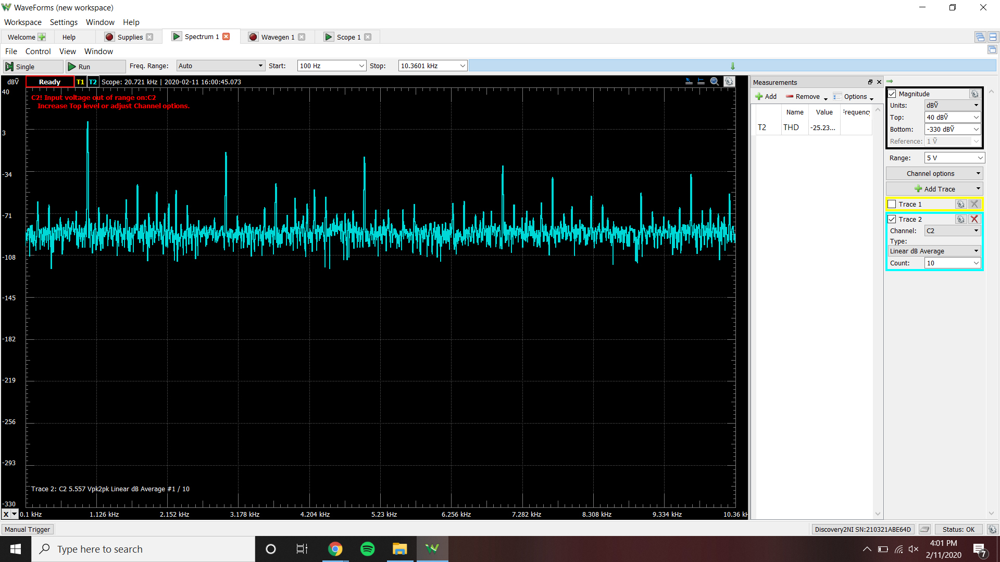 WaveForms (new workspace)
Workspace Settings Window Help
Welcome Help Supplies Spectrum 1 Wavegen 1 Scope 1
File Control View Window
Single Run Freq. Range: Auto Start: 100 Hz Stop: 10.3601 kHz
dBṼ Ready T1 T2 Scope: 20.721 kHz | 2020-02-11 16:00:45.073
C2! Input voltage out of range on:C2
Increase Top level or adjust Channel options.
40
3
-34
-71
-108
-145
-182
-219
-256
-293
-330
Trace 2: C2 5.557 Vpk2pk Linear dB Average #1 / 10
X 0.1 kHz 1.126 kHz 2.152 kHz 3.178 kHz 4.204 kHz 5.23 kHz 6.256 kHz 7.282 kHz 8.308 kHz 9.334 kHz 10.36 kH
Measurements
Add Remove Options
Name Value Frequency
T2 THD -25.23...
Magnitude
Units: dBṼ
Top: 40 dBṼ
Bottom: -330 dBṼ
Reference: 1 Ṽ
Range: 5 V
Channel options
Add Trace
Trace 1
Trace 2
Channel: C2
Type:
Linear dB Average
Count: 10
Manual Trigger Discovery2NI SN:210321ABE64D Status: OK
Type here to search
4:01 PM
2/11/2020
7